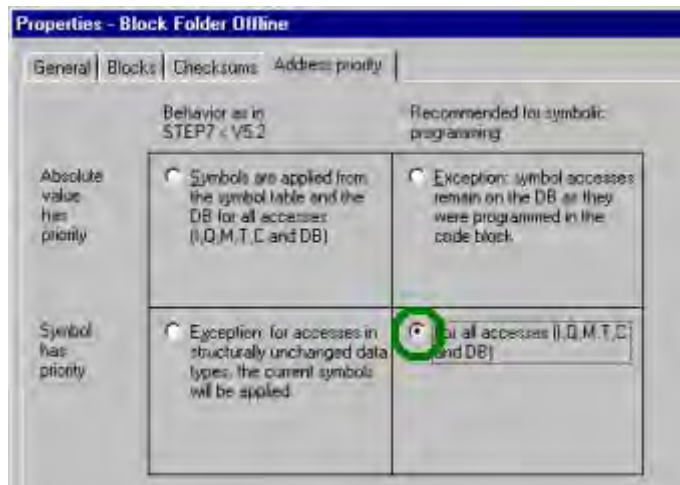 Properties - Block Folder Offline
General Blocks Checksums Address priority
Behavior as in
STEP7 < V5.2
Recommended for symbolic
programming
Absolute
value
has
priority
Symbols are applied from
the symbol table and the
DB for all accesses
(I,Q,M,T,C and DB)
Exception: symbol accesses
remain on the DB as they
were programmed in the
code block.
Symbol
has
priority
Exception: for accesses in
structurally unchanged data
types, the current symbols
will be applied.
all accesses (I,Q,M,T,C
and DB)